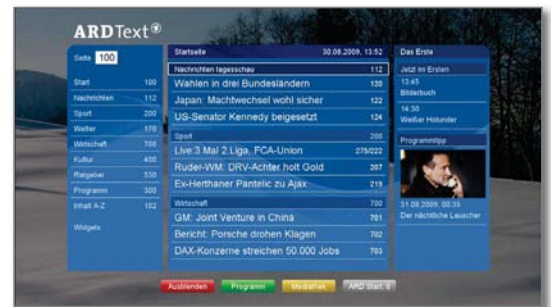 ARDText
Seite 100
Start 100
Nachrichten 112
Sport 200
Wetter 170
Wirtschaft 700
Kultur 400
Ratgeber 530
Programm 300
Inhalt A-Z 102
Widgets
Startseite 30.08.2009, 13:52
Nachrichten tagesschau 112
Wahlen in drei Bundesländern 120
Japan: Machtwechsel wohl sicher 122
US-Senator Kennedy beigesetzt 124
Sport 200
Live:3 Mal 2.Liga, FCA-Union 275/222
Ruder-WM: DRV-Achter holt Gold 207
Ex-Herthaner Pantelic zu Ajax 219
Wirtschaft 700
GM: Joint Venture in China 701
Bericht: Porsche drohen Klagen 702
DAX-Konzerne streichen 50.000 Jobs 703
Das Erste
Jetzt im Ersten
13:45
Bilderbuch
14:30
Weißer Holunder
Programmtipp
31.08.2009, 00:35
Der nächtliche Lauscher
Ausblenden Programm Mediathek ARD Start: 0